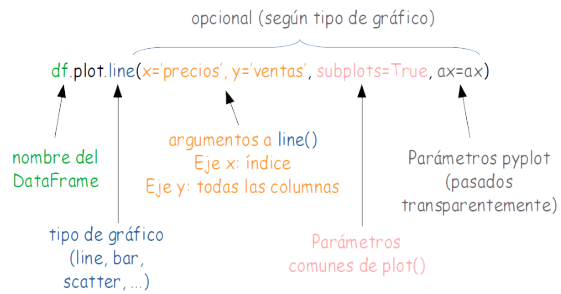 opcional (según tipo de gráfico)
df.plot.line(x='precios', y='ventas', subplots=True, ax=ax)
nombre del
DataFrame
argumentos a line()
Eje x: índice
Eje y: todas las columnas
Parámetros pyplot
(pasados
transparentemente)
tipo de gráfico
(line, bar,
scatter, ...)
Parámetros
comunes de plot()